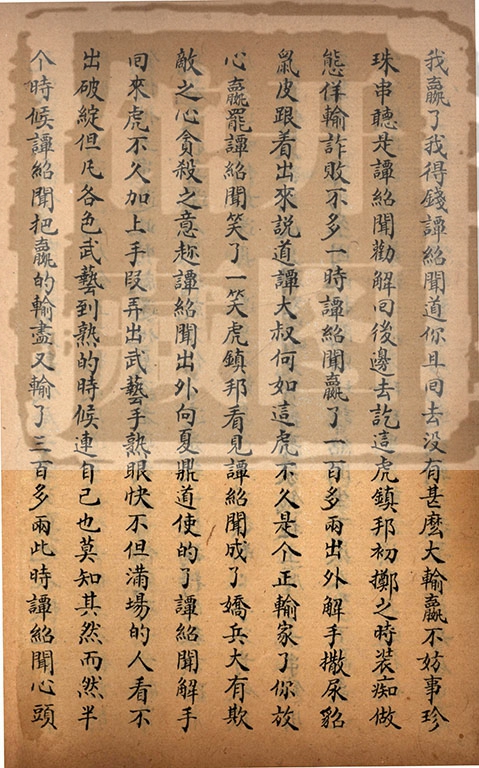 我贏了我得錢譚紹聞道你且回去没有甚麽大輸贏不妨事珍
珠串聽是譚紹聞勸解回後邊去訖這虎鎮邦初擲之時装痴做
態佯輸詐敗不多一時譚紹聞贏了一百多兩出外解手撒尿貂
鼠皮跟着出來説道譚大叔何如這虎不久是个正輸家了你放
心贏罷譚紹聞笑了一笑虎鎮邦看見譚紹聞成了嬌兵大有欺
敵之心貪殺之意趂譚紹聞出外向夏鼎道使的了譚紹聞解手
回來虎不久加上手段弄出武藝手熟眼快不但滿場的人看不
出破綻但凡各色武藝到熟的時候連自己也莫知其然而然半
个時候譚紹聞把贏的輸盡又輸了三百多兩此時譚紹聞心頭